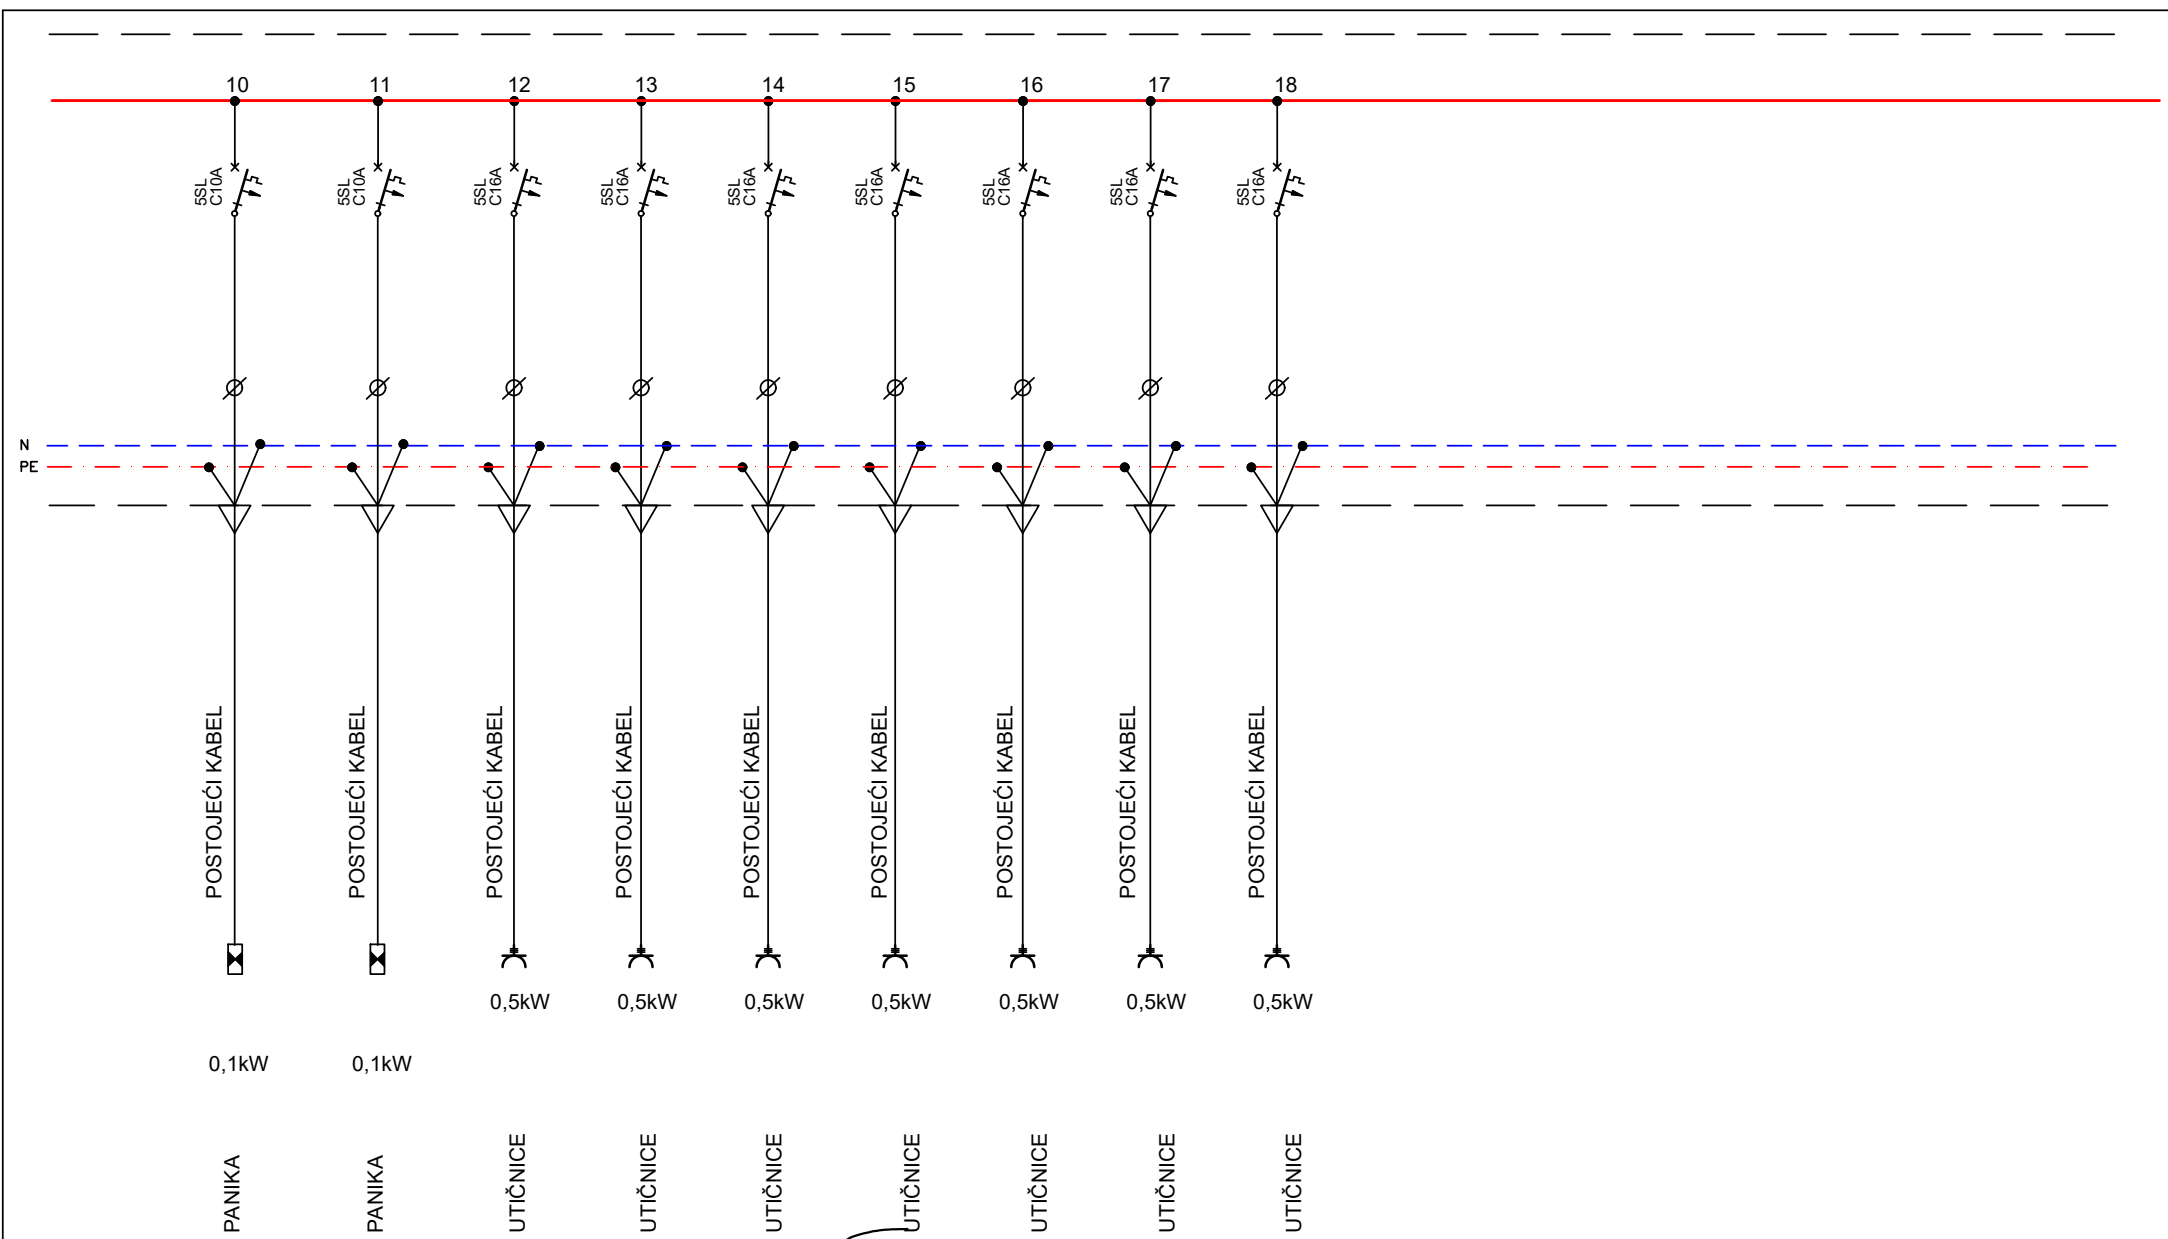 10 11 12 13 14 15 16 17 18
5SL 5SL 5SL 5SL 5SL 5SL 5SL 5SL 5SL
C10A C10A C16A C16A C16A C16A C16A C16A C16A
N
PE
POSTOJEĆI KABEL POSTOJEĆI KABEL POSTOJEĆI KABEL POSTOJEĆI KABEL POSTOJEĆI KABEL POSTOJEĆI KABEL POSTOJEĆI KABEL POSTOJEĆI KABEL POSTOJEĆI KABEL
0,5kW 0,5kW 0,5kW 0,5kW 0,5kW 0,5kW 0,5kW
0,1kW 0,1kW
PANIKA PANIKA UTIČNICE UTIČNICE UTIČNICE UTIČNICE UTIČNICE UTIČNICE UTIČNICE